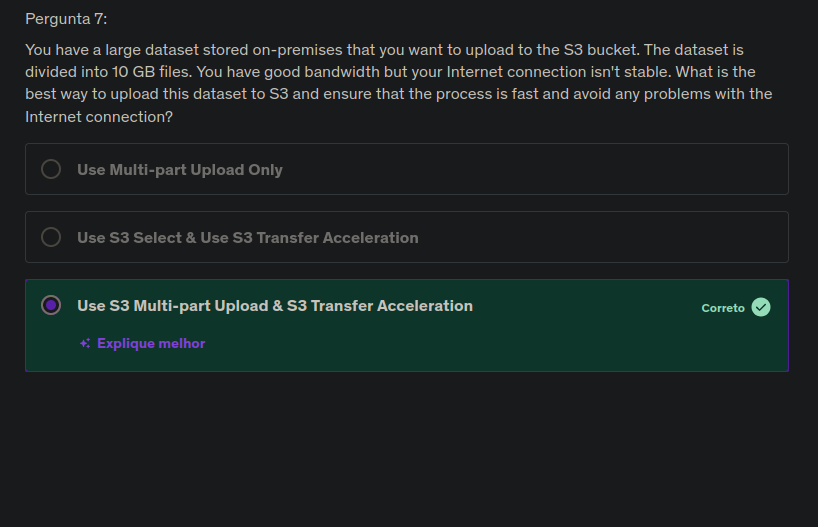 Pergunta 7:
You have a large dataset stored on-premises that you want to upload to the S3 bucket. The dataset is
divided into 10 GB files. You have good bandwidth but your Internet connection isn't stable. What is the
best way to upload this dataset to S3 and ensure that the process is fast and avoid any problems with the
Internet connection?
Use Multi-part Upload Only
Use S3 Select & Use S3 Transfer Acceleration
Use S3 Multi-part Upload & S3 Transfer Acceleration
Correto
Explique melhor